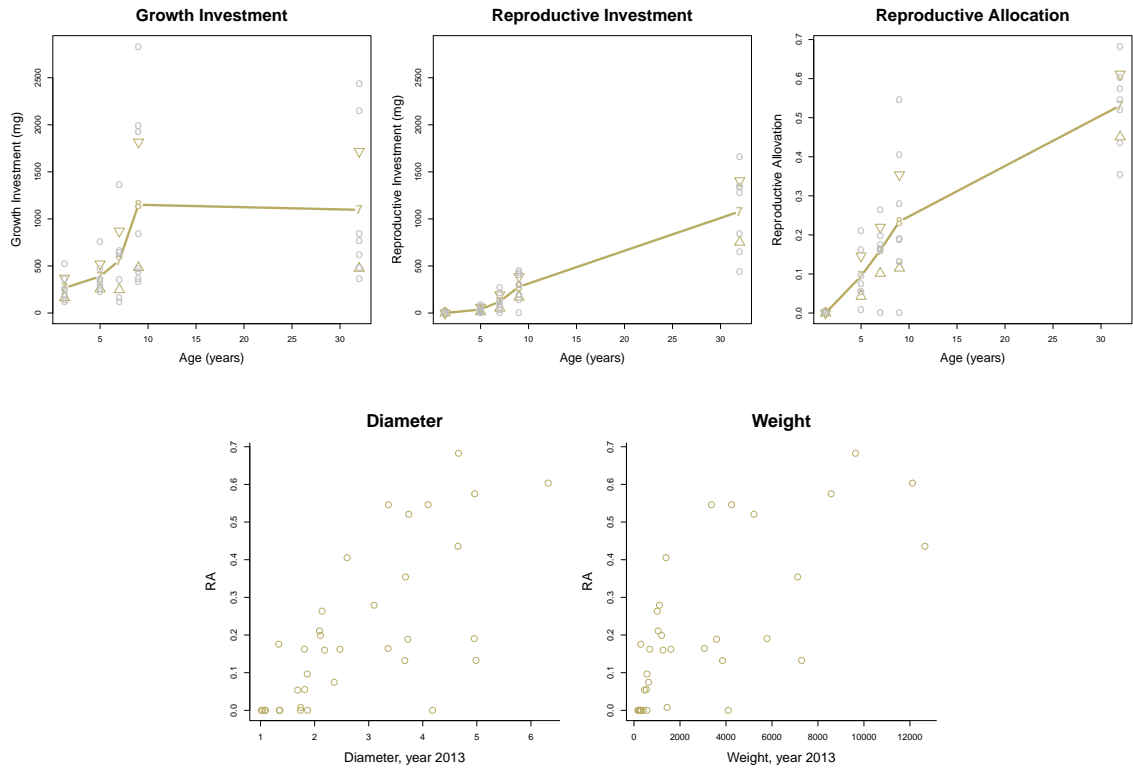 Growth Investment
Growth Investment (mg)
2500
2000
1500
1000
500
0
8
7
7
5 10 15 20 25 30
Age (years)
Reproductive Investment
Reproductive Investment (mg)
2500
2000
1500
1000
500
0
7
5 10 15 20 25 30
Age (years)
Reproductive Allocation
Reproductive Allovation
0.7
0.6
0.5
0.4
0.3
0.2
0.1
0.0
8
7
5 10 15 20 25 30
Age (years)
Diameter
RA
0.7
0.6
0.5
0.4
0.3
0.2
0.1
0.0
1 2 3 4 5 6
Diameter, year 2013
Weight
RA
0.7
0.6
0.5
0.4
0.3
0.2
0.1
0.0
0 2000 4000 6000 8000 10000 12000
Weight, year 2013